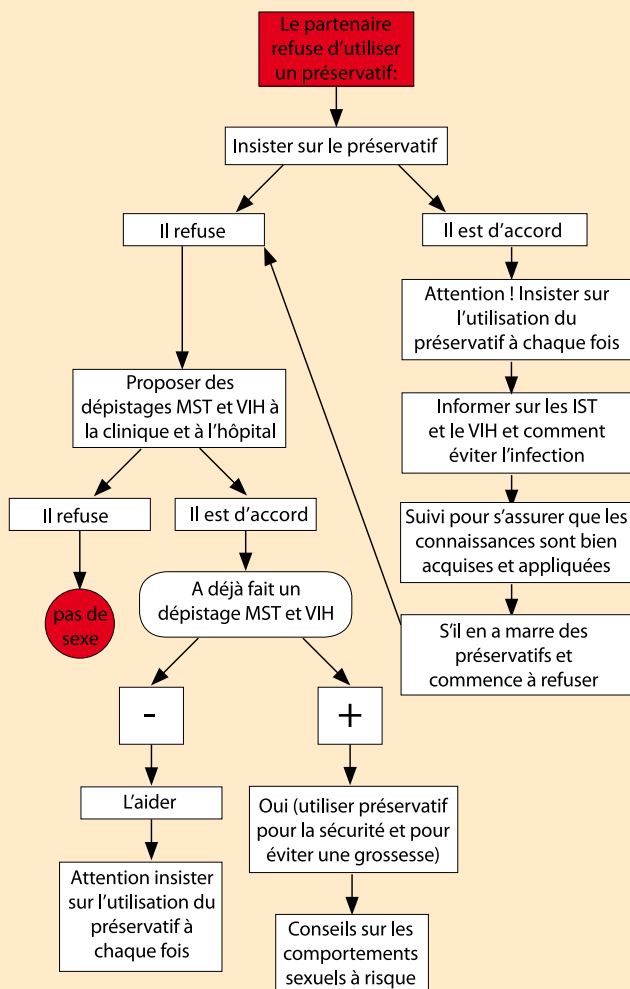 Le partenaire
refuse d'utiliser
un préservatif:
Insister sur le préservatif
Il refuse
Il est d'accord
Attention ! Insister sur
l'utilisation du
préservatif à chaque fois
Proposer des
dépistages MST et VIH à
la clinique et à l'hôpital
Informer sur les IST
et le VIH et comment
éviter l'infection
Il refuse
Il est d'accord
Suivi pour s'assurer que les
connaissances sont bien
acquises et appliquées
pas de
sexe
A déjà fait un
dépistage MST et VIH
S'il en a marre des
préservatifs et
commence à refuser
-
+
L'aider
Oui (utiliser préservatif
pour la sécurité et pour
éviter une grossesse)
Attention insister
sur l'utilisation du
préservatif à
chaque fois
Conseils sur les
comportements
sexuels à risque